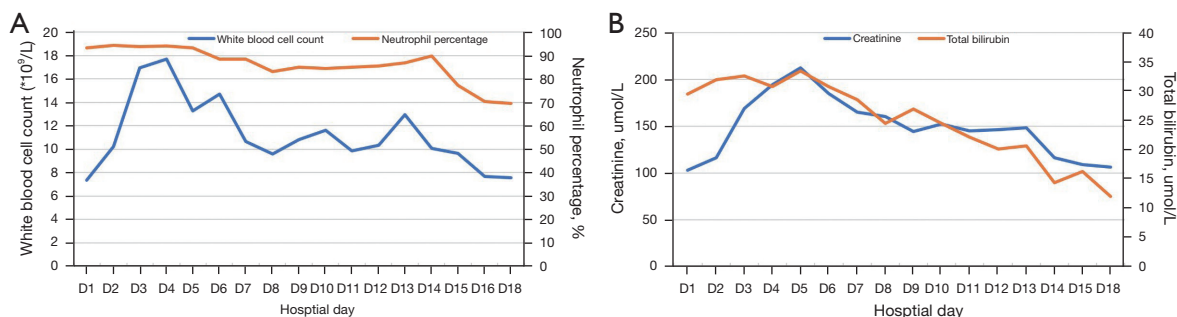 A
White blood cell count
Neutrophil percentage
White blood cell count (*10⁹/L)
20
18
16
14
12
10
8
6
4
2
0
100
90
80
70
60
50
40
30
20
10
0
Neutrophil percentage, %
D1 D2 D3 D4 D5 D6 D7 D8 D9 D10 D11 D12 D13 D14 D15 D16 D18
Hosptial day
B
Creatinine
Total bilirubin
Creatinine, umol/L
250
200
150
100
50
0
40
35
30
25
20
15
10
5
0
Total bilirubin, umol/L
D1 D2 D3 D4 D5 D6 D7 D8 D9 D10 D11 D12 D13 D14 D15 D18
Hosptial day